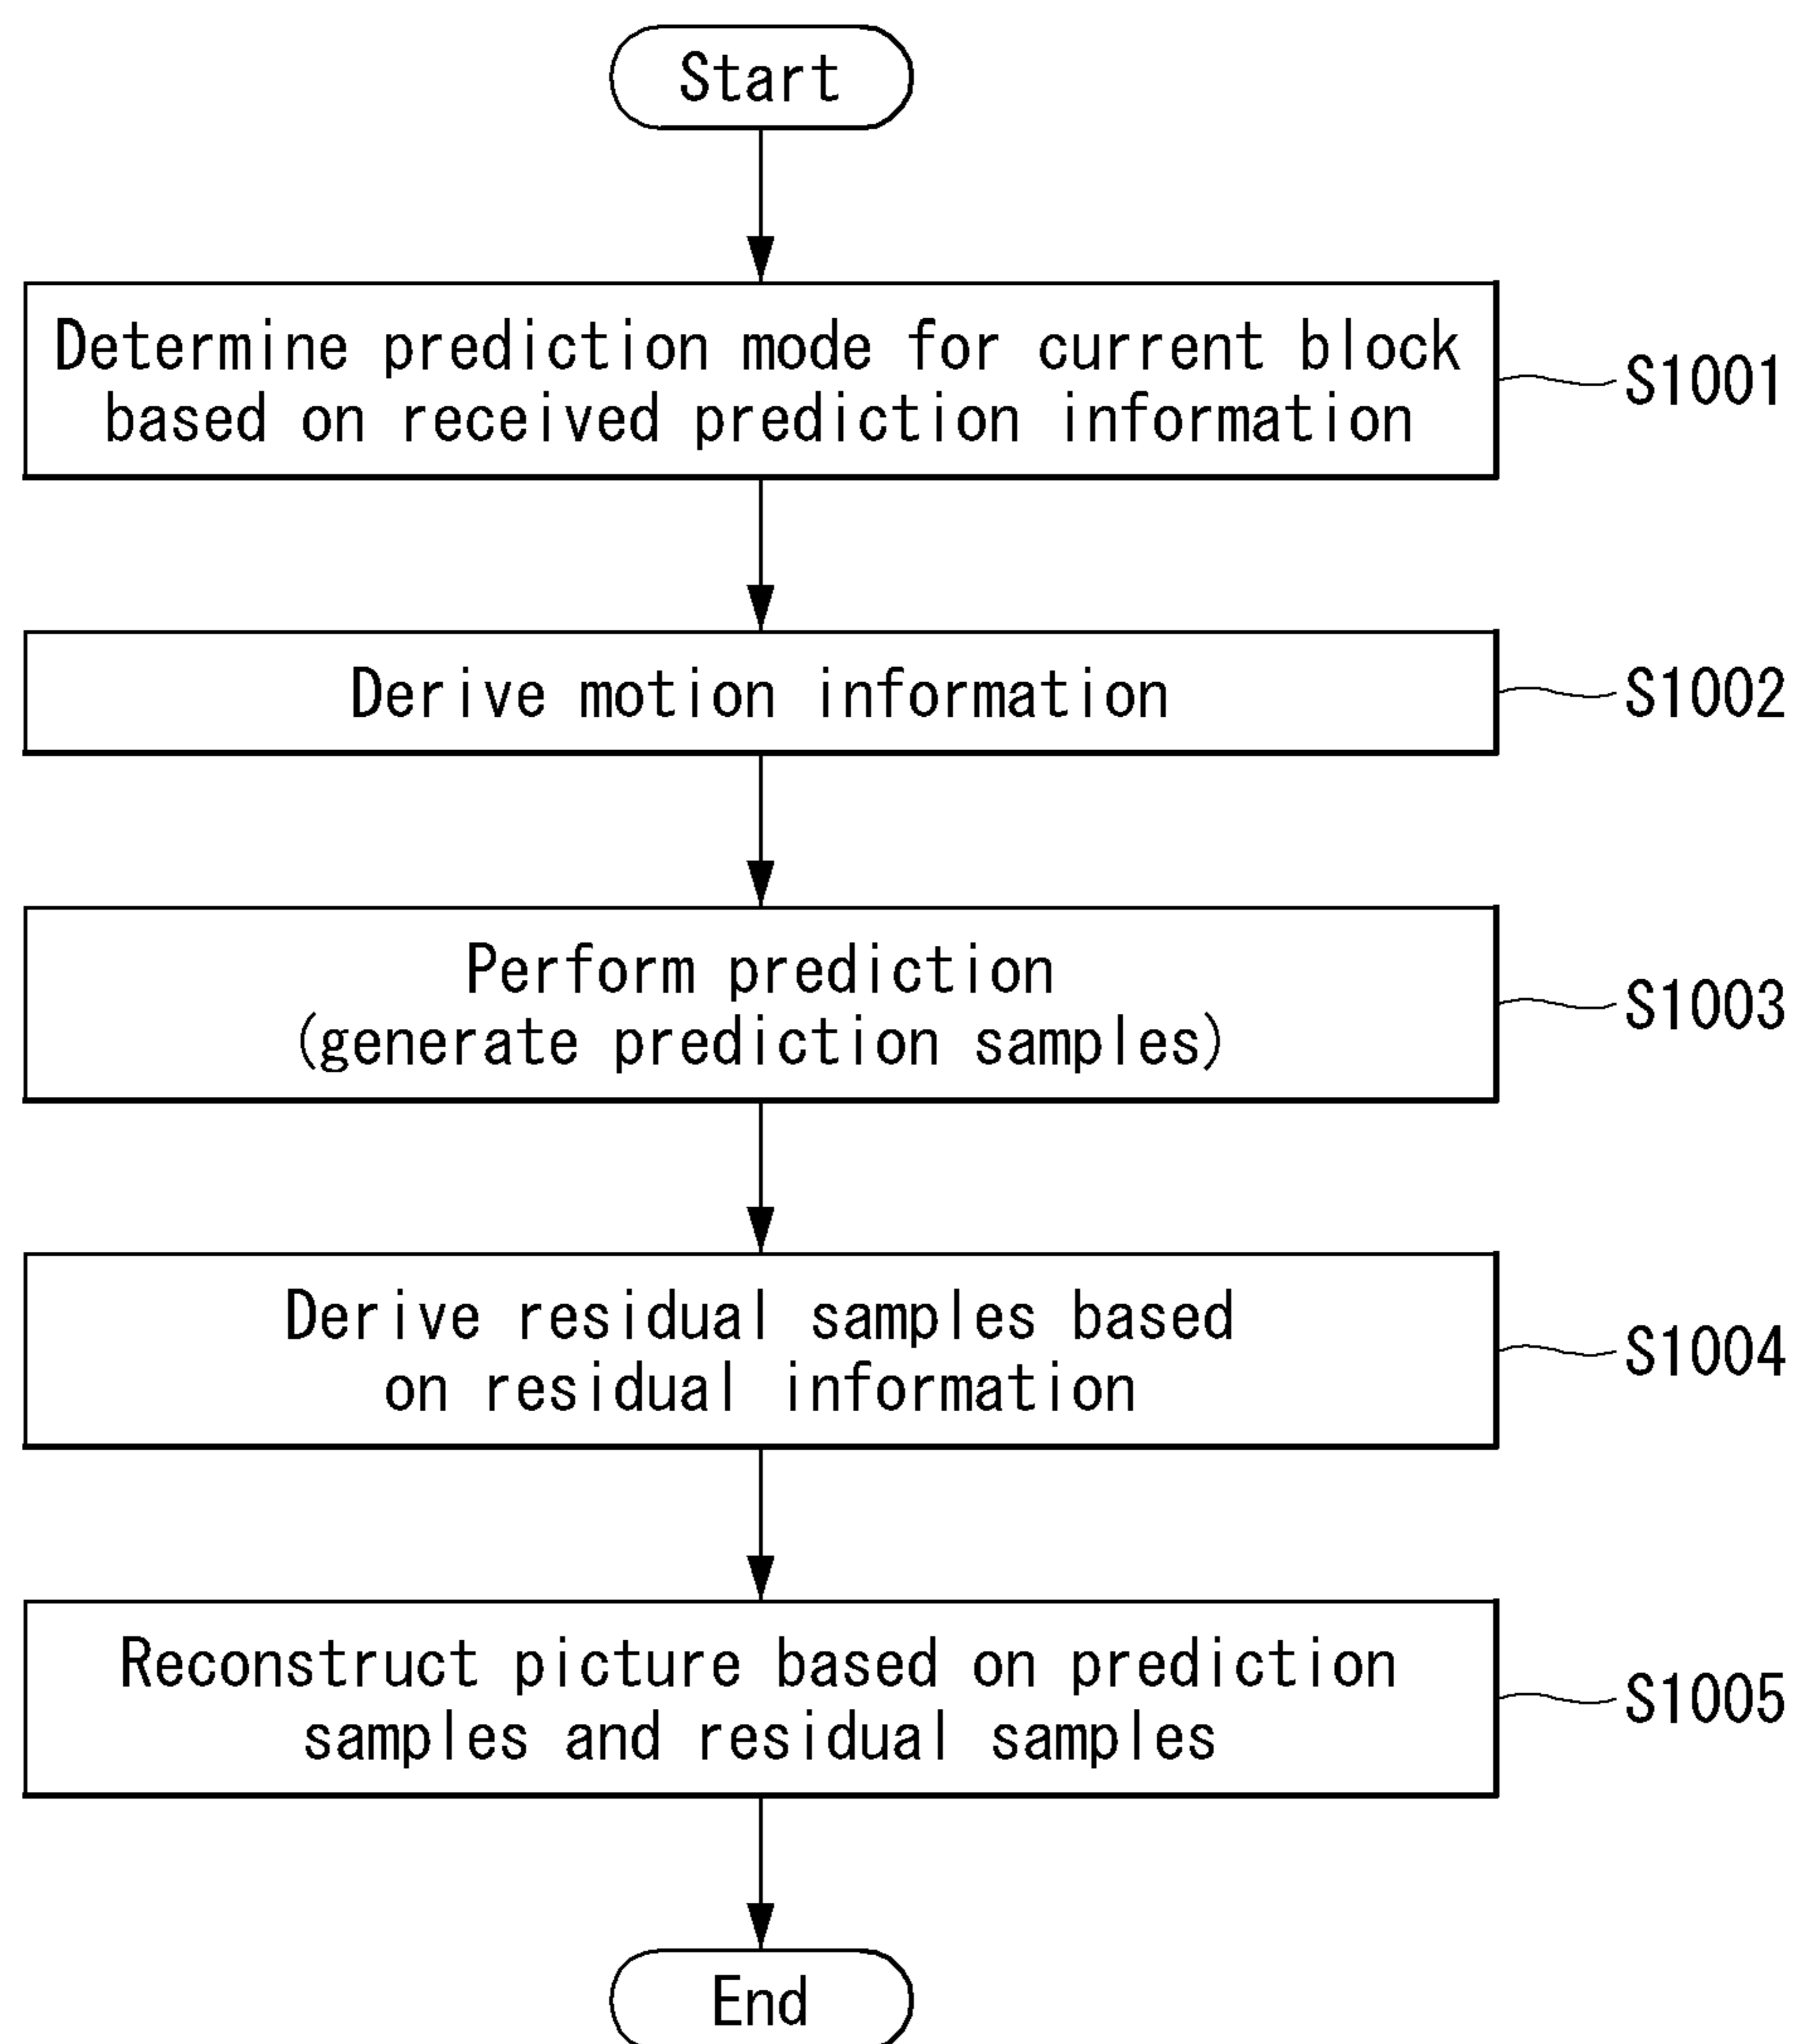 Start
Determine prediction mode for current block
based on received prediction information
S1001
Derive motion information
S1002
Perform prediction
(generate prediction samples)
S1003
Derive residual samples based
on residual information
S1004
Reconstruct picture based on prediction
samples and residual samples
S1005
End